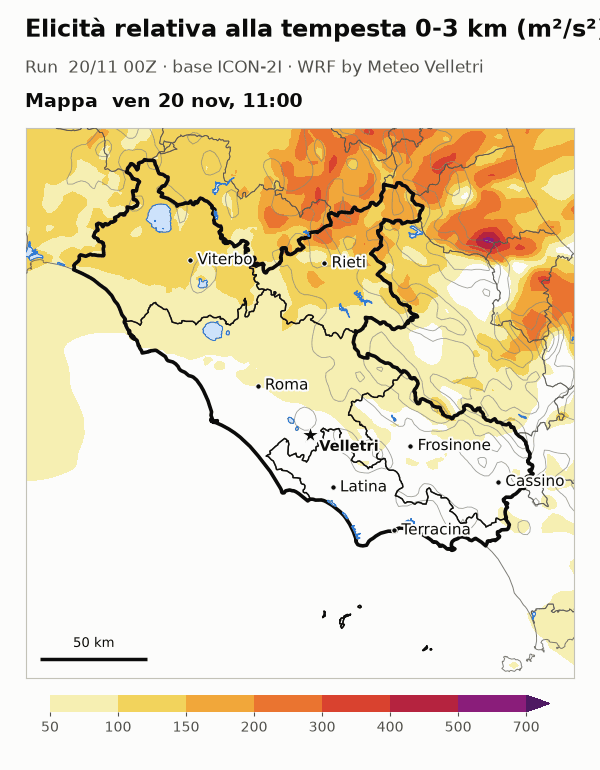 Elicità relativa alla tempesta 0-3 km (m²/s²)
Run 20/11 00Z · base ICON-2I · WRF by Meteo Velletri
Mappa ven 20 nov, 11:00
Viterbo
Rieti
Roma
Velletri
Frosinone
Cassino
Latina
Terracina
50 km
50 100 150 200 300 400 500 700